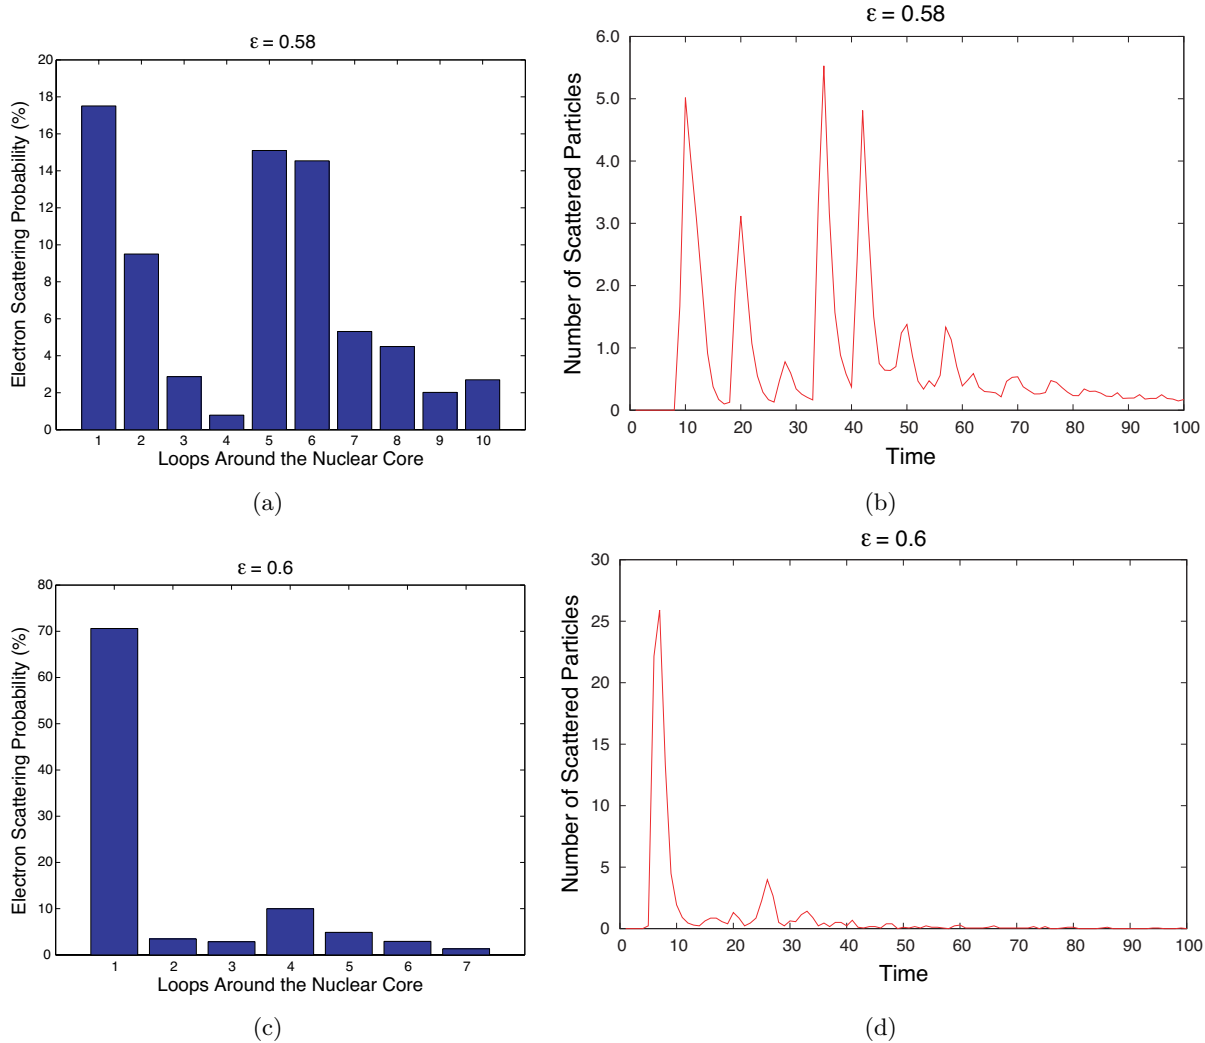 ε = 0.58
20
18
16
14
12
10
8
6
4
2
0
Electron Scattering Probability (%)
1 2 3 4 5 6 7 8 9 10
Loops Around the Nuclear Core
(a)
ε = 0.58
6.0
5.0
4.0
3.0
2.0
1.0
0
Number of Scattered Particles
0 10 20 30 40 50 60 70 80 90 100
Time
(b)
ε = 0.6
80
70
60
50
40
30
20
10
0
Electron Scattering Probability (%)
1 2 3 4 5 6 7
Loops Around the Nuclear Core
(c)
ε = 0.6
30
25
20
15
10
5
0
Number of Scattered Particles
0 10 20 30 40 50 60 70 80 90 100
Time
(d)